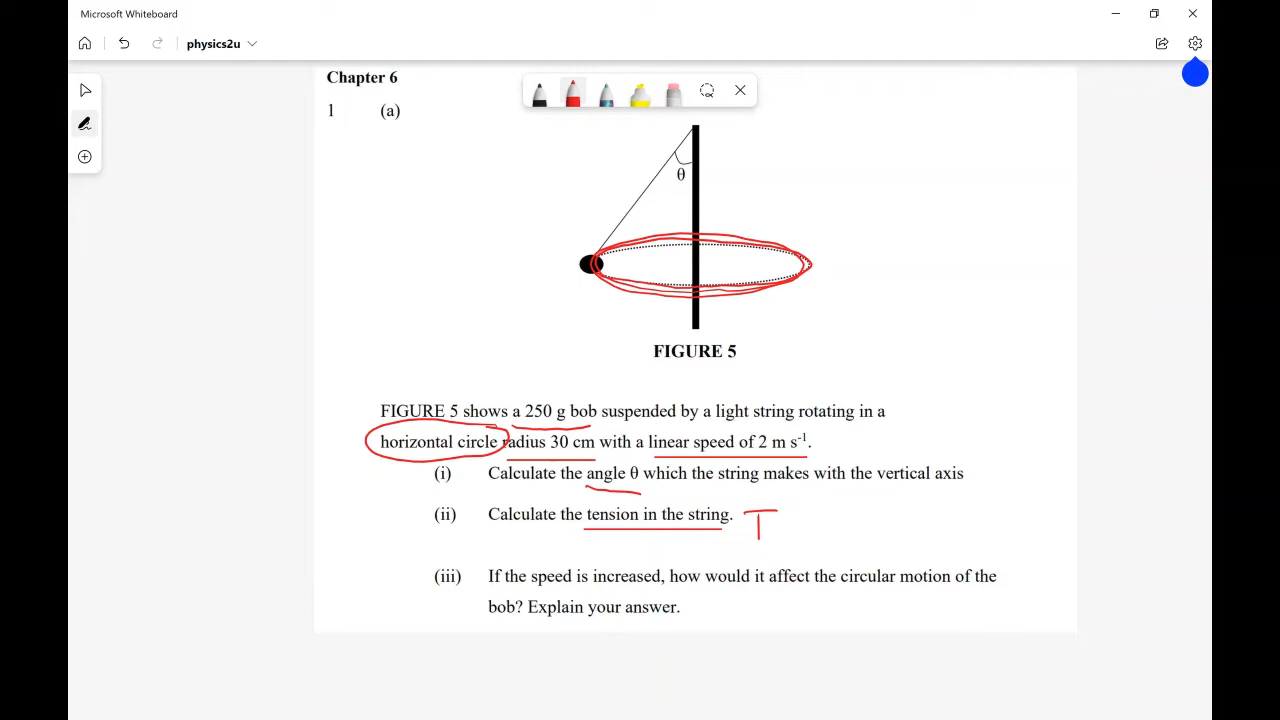 Microsoft Whiteboard
physics2u
Chapter 6
1 (a)
θ
FIGURE 5
FIGURE 5 shows a 250 g bob suspended by a light string rotating in a
horizontal circle radius 30 cm with a linear speed of 2 m s⁻¹.
(i) Calculate the angle θ which the string makes with the vertical axis
(ii) Calculate the tension in the string. T
(iii) If the speed is increased, how would it affect the circular motion of the
bob? Explain your answer.